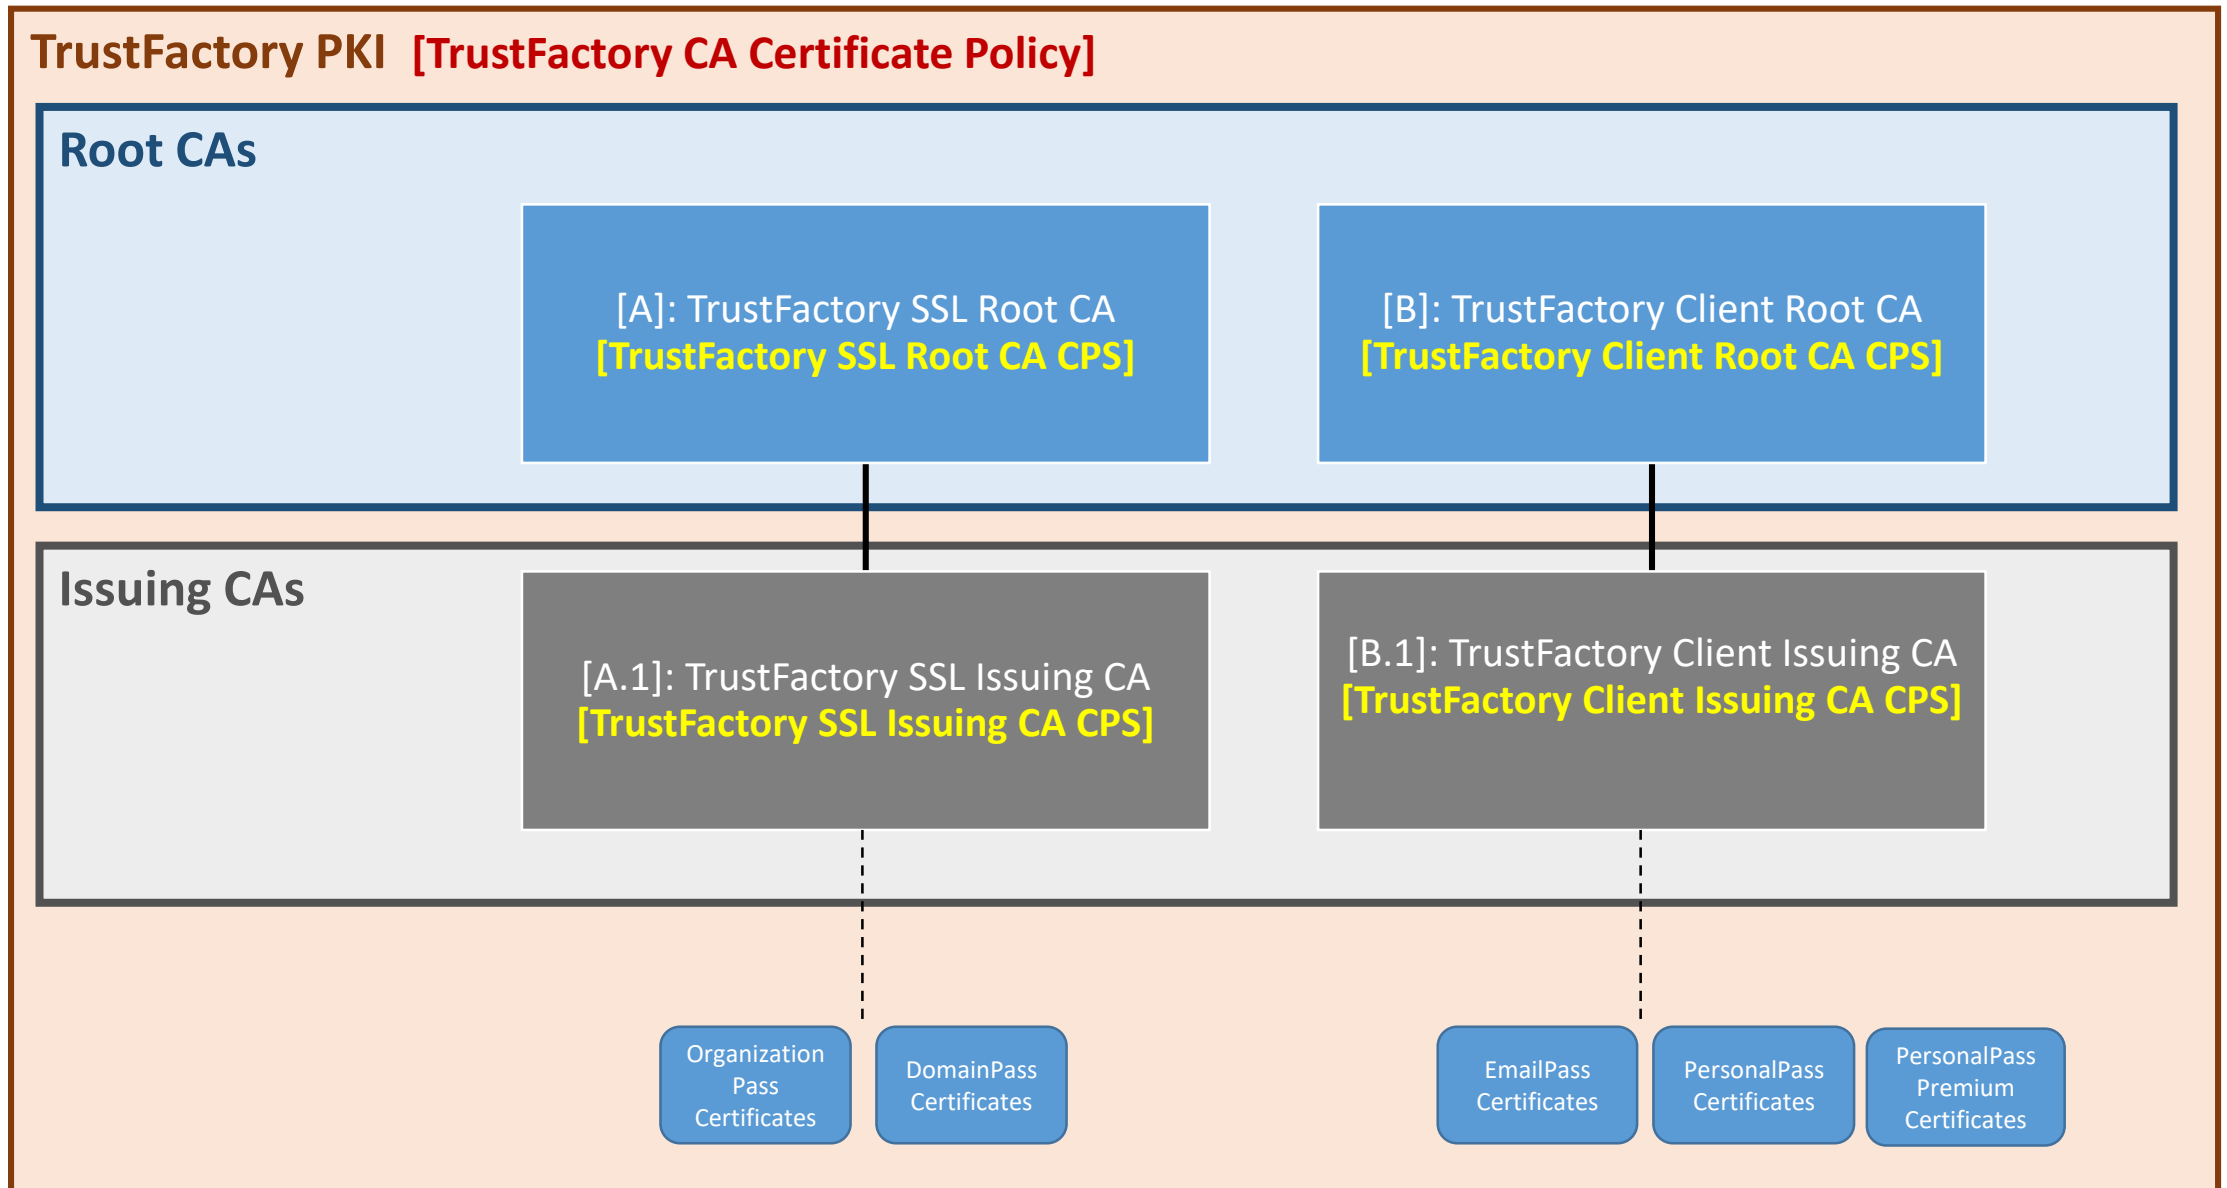 TrustFactory PKI [TrustFactory CA Certificate Policy]
Root CAs
[A]: TrustFactory SSL Root CA
[TrustFactory SSL Root CA CPS]
[B]: TrustFactory Client Root CA
[TrustFactory Client Root CA CPS]
Issuing CAs
[A.1]: TrustFactory SSL Issuing CA
[TrustFactory SSL Issuing CA CPS]
[B.1]: TrustFactory Client Issuing CA
[TrustFactory Client Issuing CA CPS]
Organization
Pass
Certificates
DomainPass
Certificates
EmailPass
Certificates
PersonalPass
Certificates
PersonalPass
Premium
Certificates